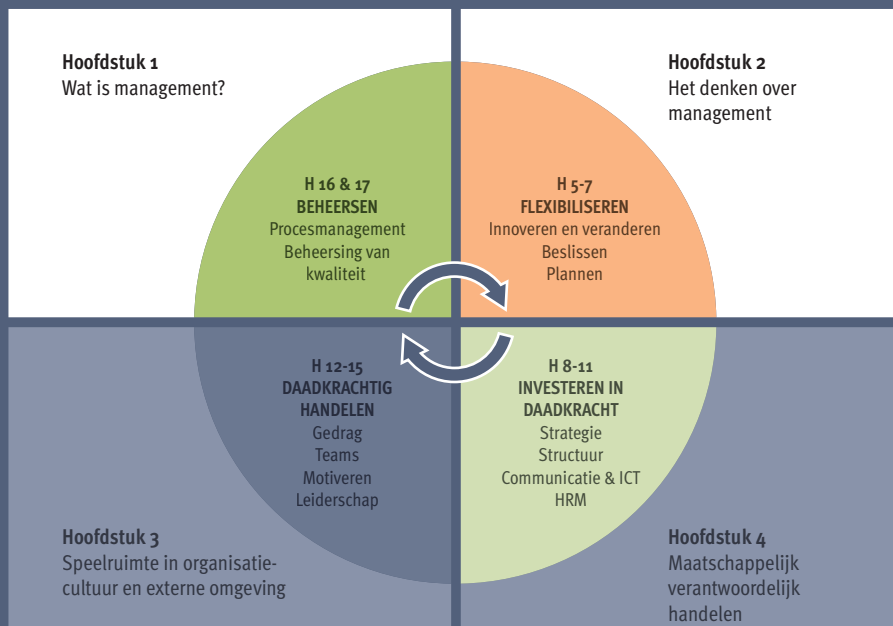 Hoofdstuk 1
Wat is management?
Hoofdstuk 2
Het denken over
management
H 16 & 17
BEHEERSEN
Procesmanagement
Beheersing van
kwaliteit
H 5-7
FLEXIBILISEREN
Innoveren en veranderen
Beslissen
Plannen
H 12-15
DAADKRACHTIG
HANDELEN
Gedrag
Teams
Motiveren
Leiderschap
H 8-11
INVESTEREN IN
DAADKRACHT
Strategie
Structuur
Communicatie & ICT
HRM
Hoofdstuk 3
Speelruimte in organisatie-
cultuur en externe omgeving
Hoofdstuk 4
Maatschappelijk
verantwoordelijk
handelen